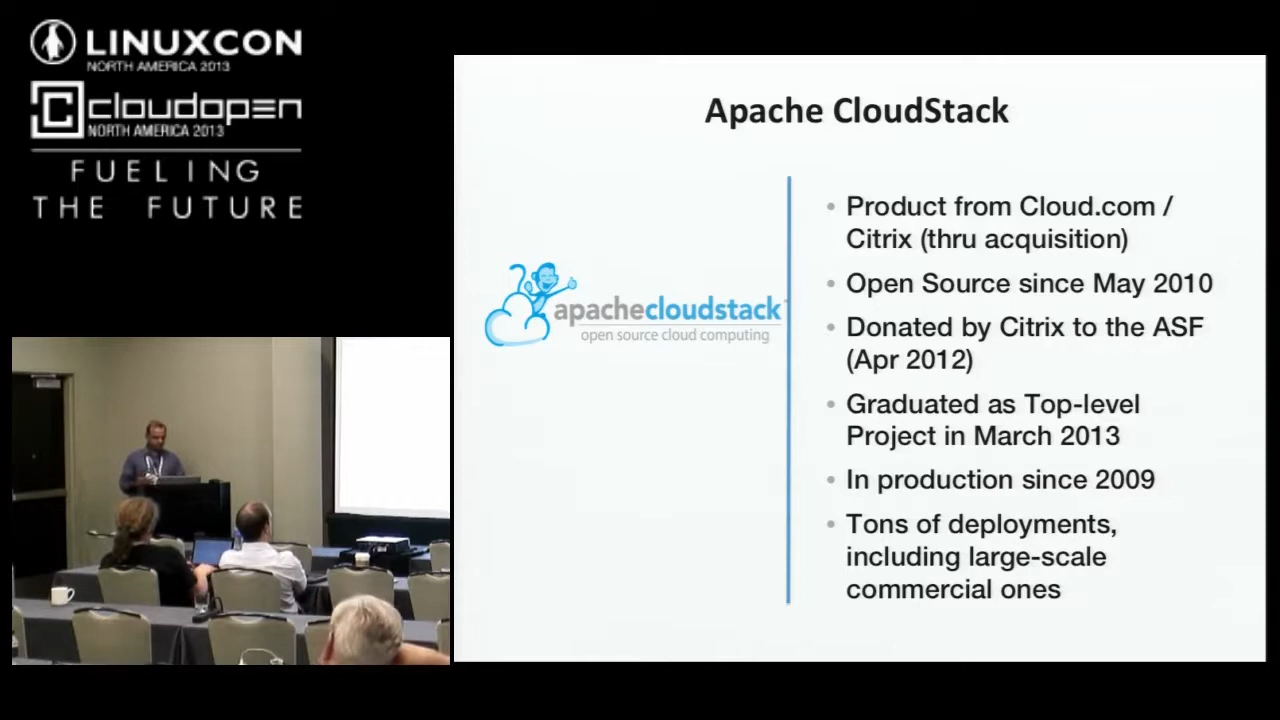 LINUXCON
NORTH AMERICA 2013
cloudopen
NORTH AMERICA 2013
FUELING
THE FUTURE
Apache CloudStack
apachecloudstack
open source cloud computing
• Product from Cloud.com /
Citrix (thru acquisition)
• Open Source since May 2010
• Donated by Citrix to the ASF
(Apr 2012)
• Graduated as Top-level
Project in March 2013
• In production since 2009
• Tons of deployments,
including large-scale
commercial ones